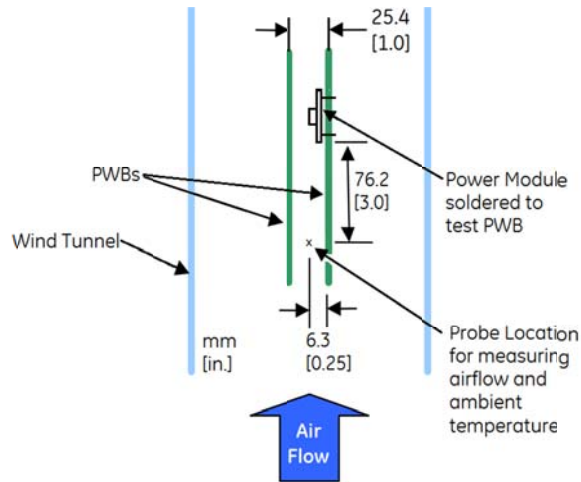 25.4
[1.0]
PWBs
76.2
[3.0]
Power Module
soldered to
test PWB
Wind Tunnel
x
mm
[in.]
6.3
[0.25]
Probe Location
for measuring
airflow and
ambient
temperature
Air
Flow